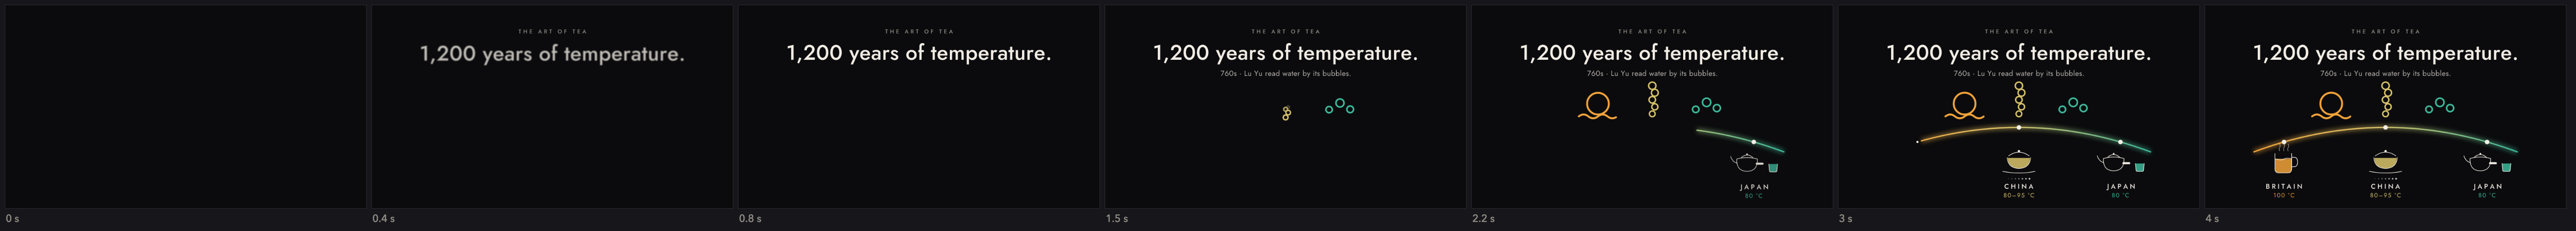 0 s
THE ART OF TEA
1,200 years of temperature.
0.4 s
THE ART OF TEA
1,200 years of temperature.
0.8 s
THE ART OF TEA
1,200 years of temperature.
760s · Lu Yu read water by its bubbles.
1.5 s
THE ART OF TEA
1,200 years of temperature.
760s · Lu Yu read water by its bubbles.
JAPAN
80 °C
2.2 s
THE ART OF TEA
1,200 years of temperature.
760s · Lu Yu read water by its bubbles.
CHINA
80–95 °C
JAPAN
80 °C
3 s
THE ART OF TEA
1,200 years of temperature.
760s · Lu Yu read water by its bubbles.
BRITAIN
100 °C
CHINA
80–95 °C
JAPAN
80 °C
4 s